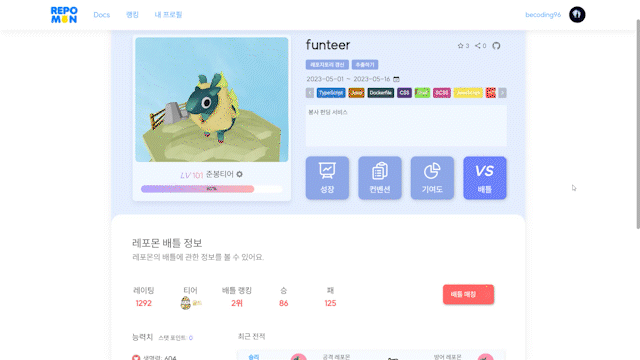 REPO
MON
Docs
랭킹
내 프로필
becoding96
funteer
3
0
레포지토리 갱신
추출하기
2023-05-01 ~ 2023-05-16
TypeScript
Java
Dockerfile
CSS
SCSS
봉사 펀딩 서비스
LV 101 준봉티어
성장
컨벤션
기여도
VS
배틀
레포몬 배틀 정보
레포몬의 배틀에 관한 정보를 볼 수 있어요.
레이팅
티어
배틀 랭킹
승
패
1292
골드
2위
86
125
배틀 매칭
능력치
스탯 포인트: 0
최근 전적
생명력: 604
승리
공격 레포몬
방어 레포몬